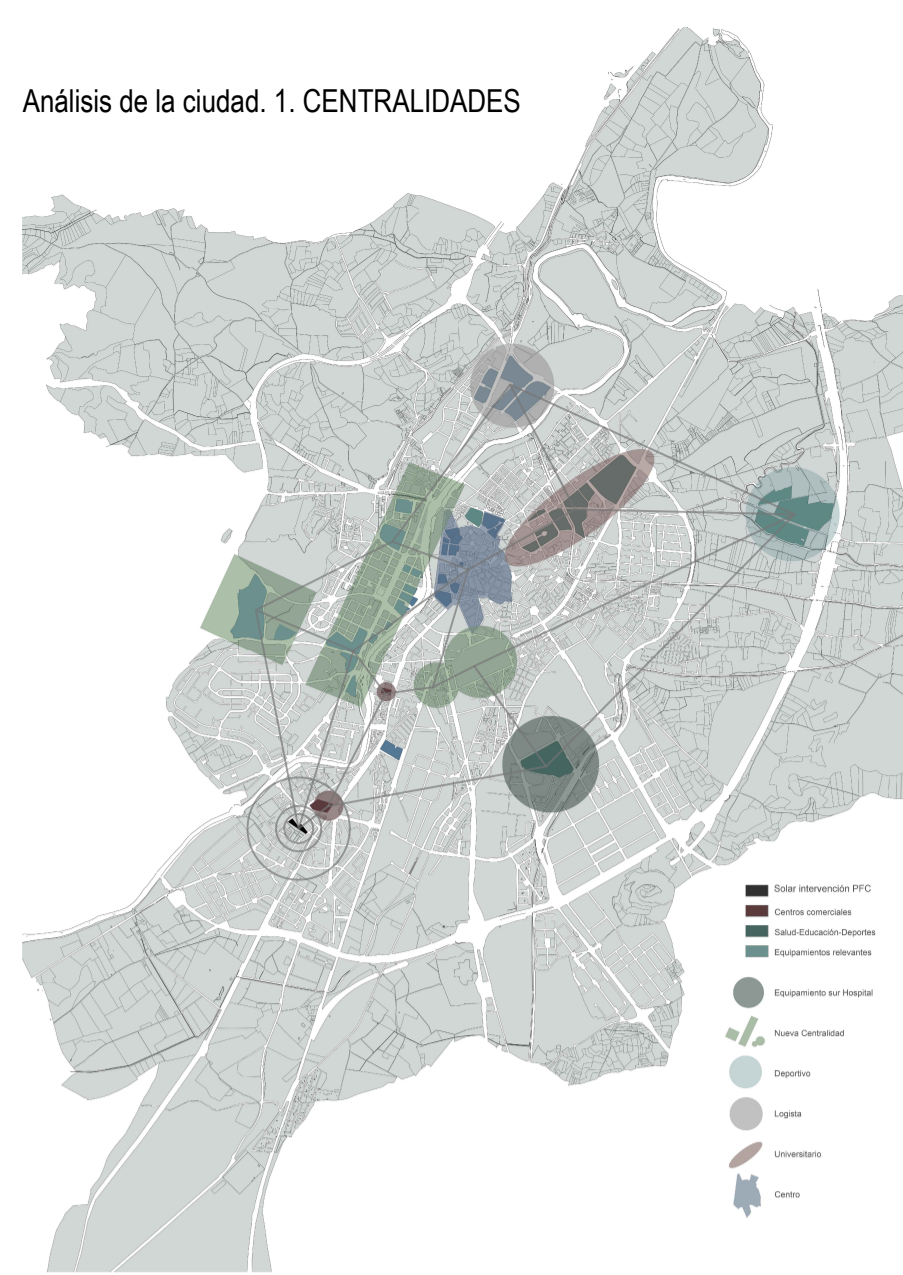 Análisis de la ciudad. 1. CENTRALIDADES
Solar intervención PFC
Centros comerciales
Salud-Educación-Deportes
Equipamientos relevantes
Equipamiento sur Hospital
Nueva Centralidad
Deportivo
Logista
Universitario
Centro